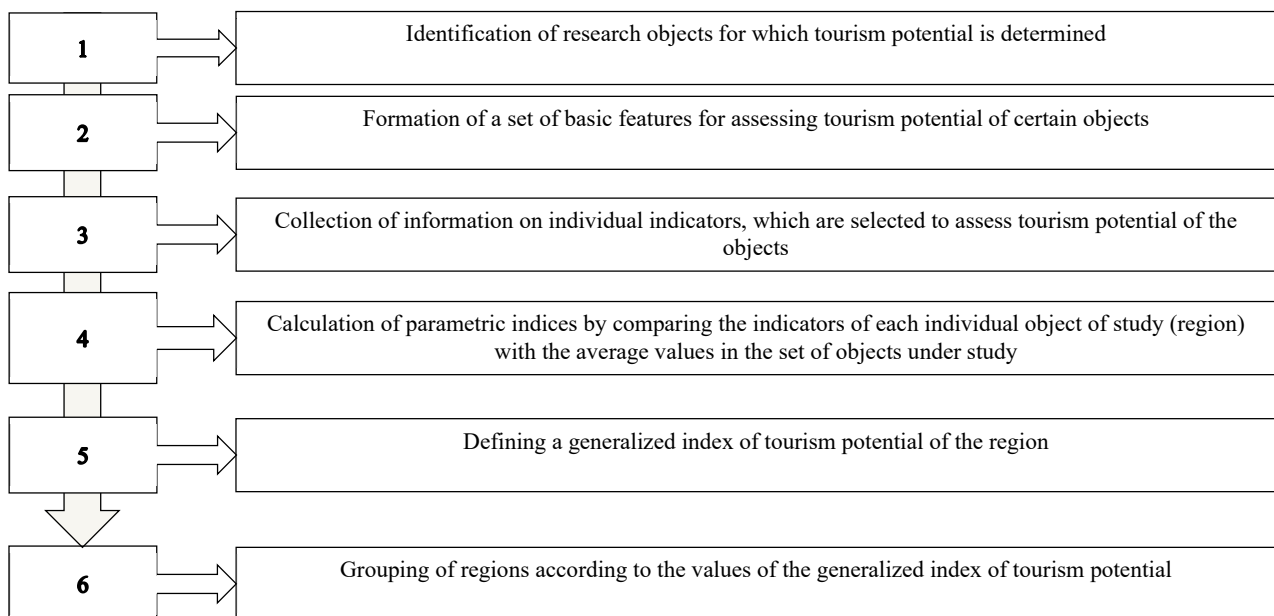 1
Identification of research objects for which tourism potential is determined
2
Formation of a set of basic features for assessing tourism potential of certain objects
3
Collection of information on individual indicators, which are selected to assess tourism potential of the
objects
4
Calculation of parametric indices by comparing the indicators of each individual object of study (region)
with the average values in the set of objects under study
5
Defining a generalized index of tourism potential of the region
6
Grouping of regions according to the values of the generalized index of tourism potential